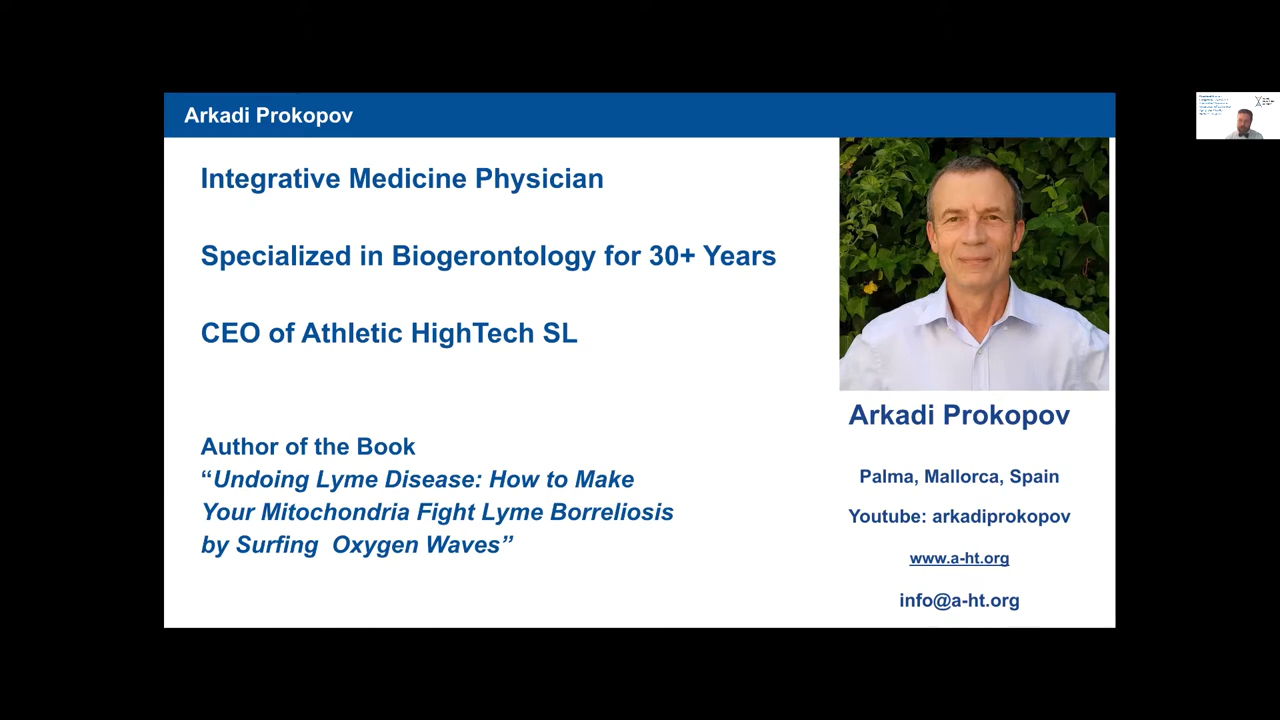 Arkadi Prokopov
Integrative Medicine Physician
Specialized in Biogerontology for 30+ Years
CEO of Athletic HighTech SL
Author of the Book
“Undoing Lyme Disease: How to Make
Your Mitochondria Fight Lyme Borreliosis
by Surfing  Oxygen Waves”
Arkadi Prokopov
Palma, Mallorca, Spain
Youtube: arkadiprokopov
www.a-ht.org
info@a-ht.org